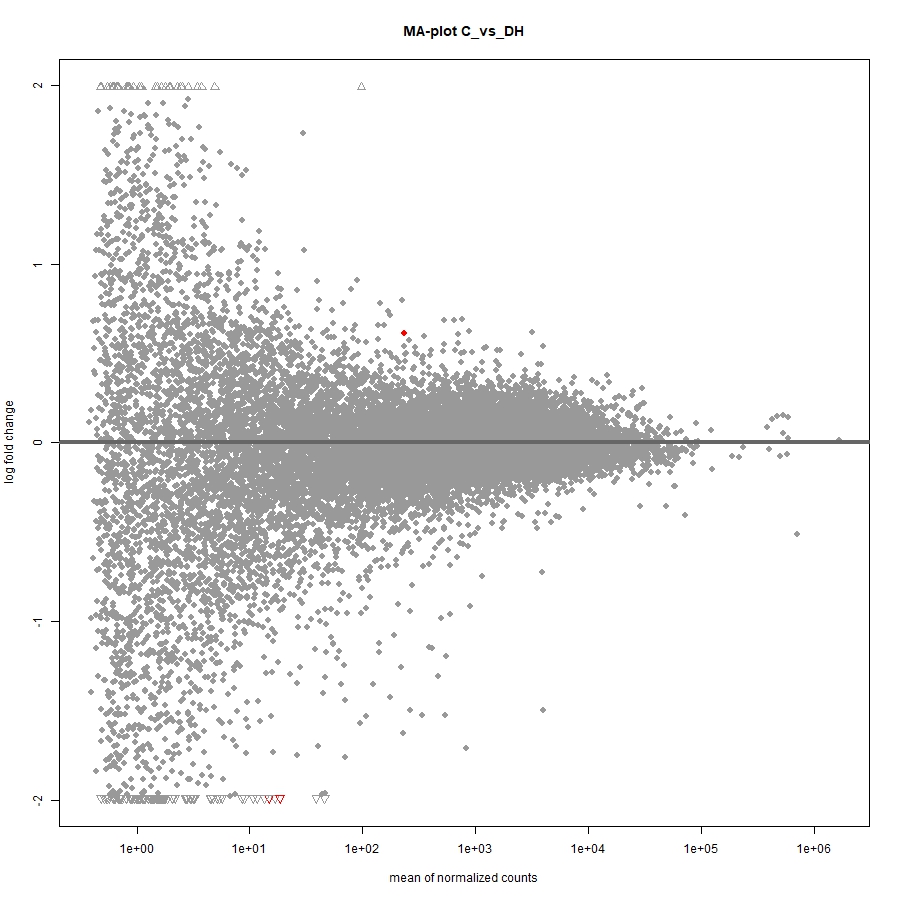 MA-plot C_vs_DH
2
1
0
-1
-2
log fold change
1e+00 1e+01 1e+02 1e+03 1e+04 1e+05 1e+06
mean of normalized counts